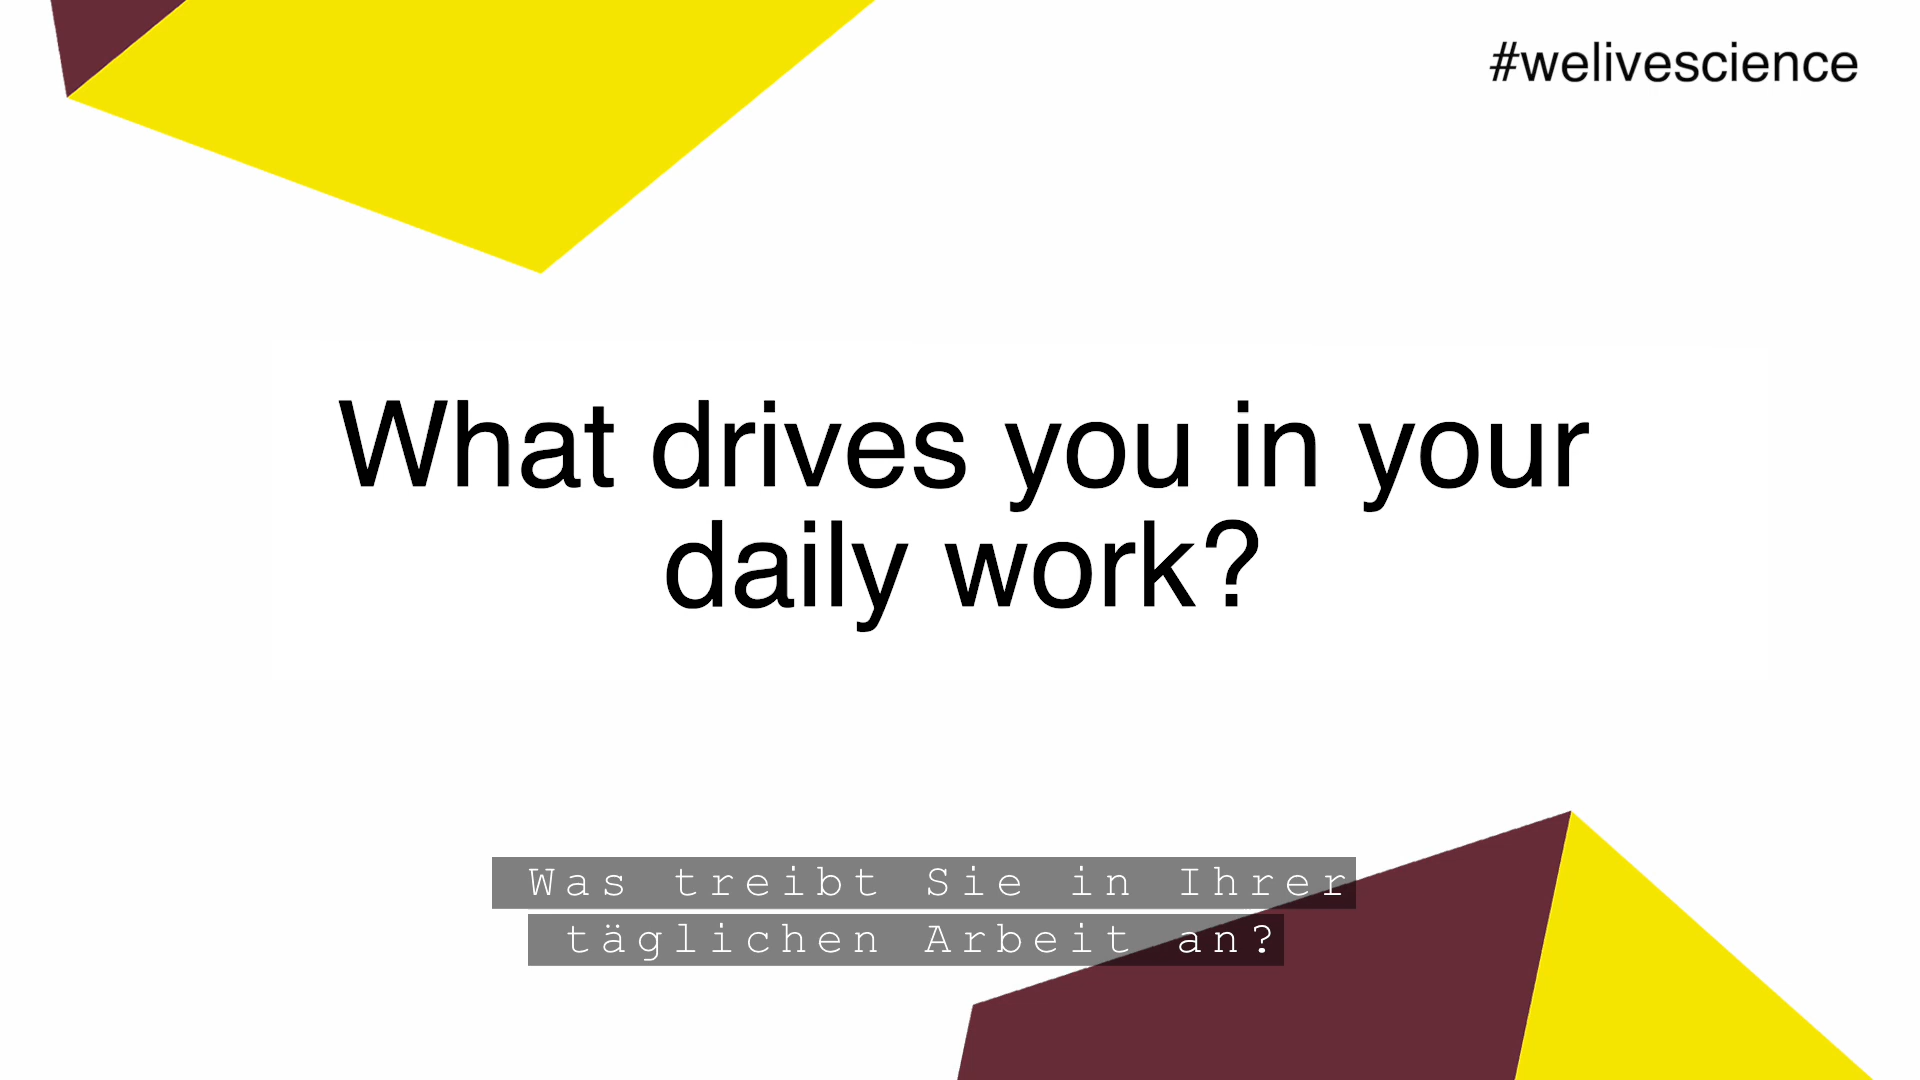 #welivescience
What drives you in your
daily work?
Was treibt Sie in Ihrer
täglichen Arbeit an?